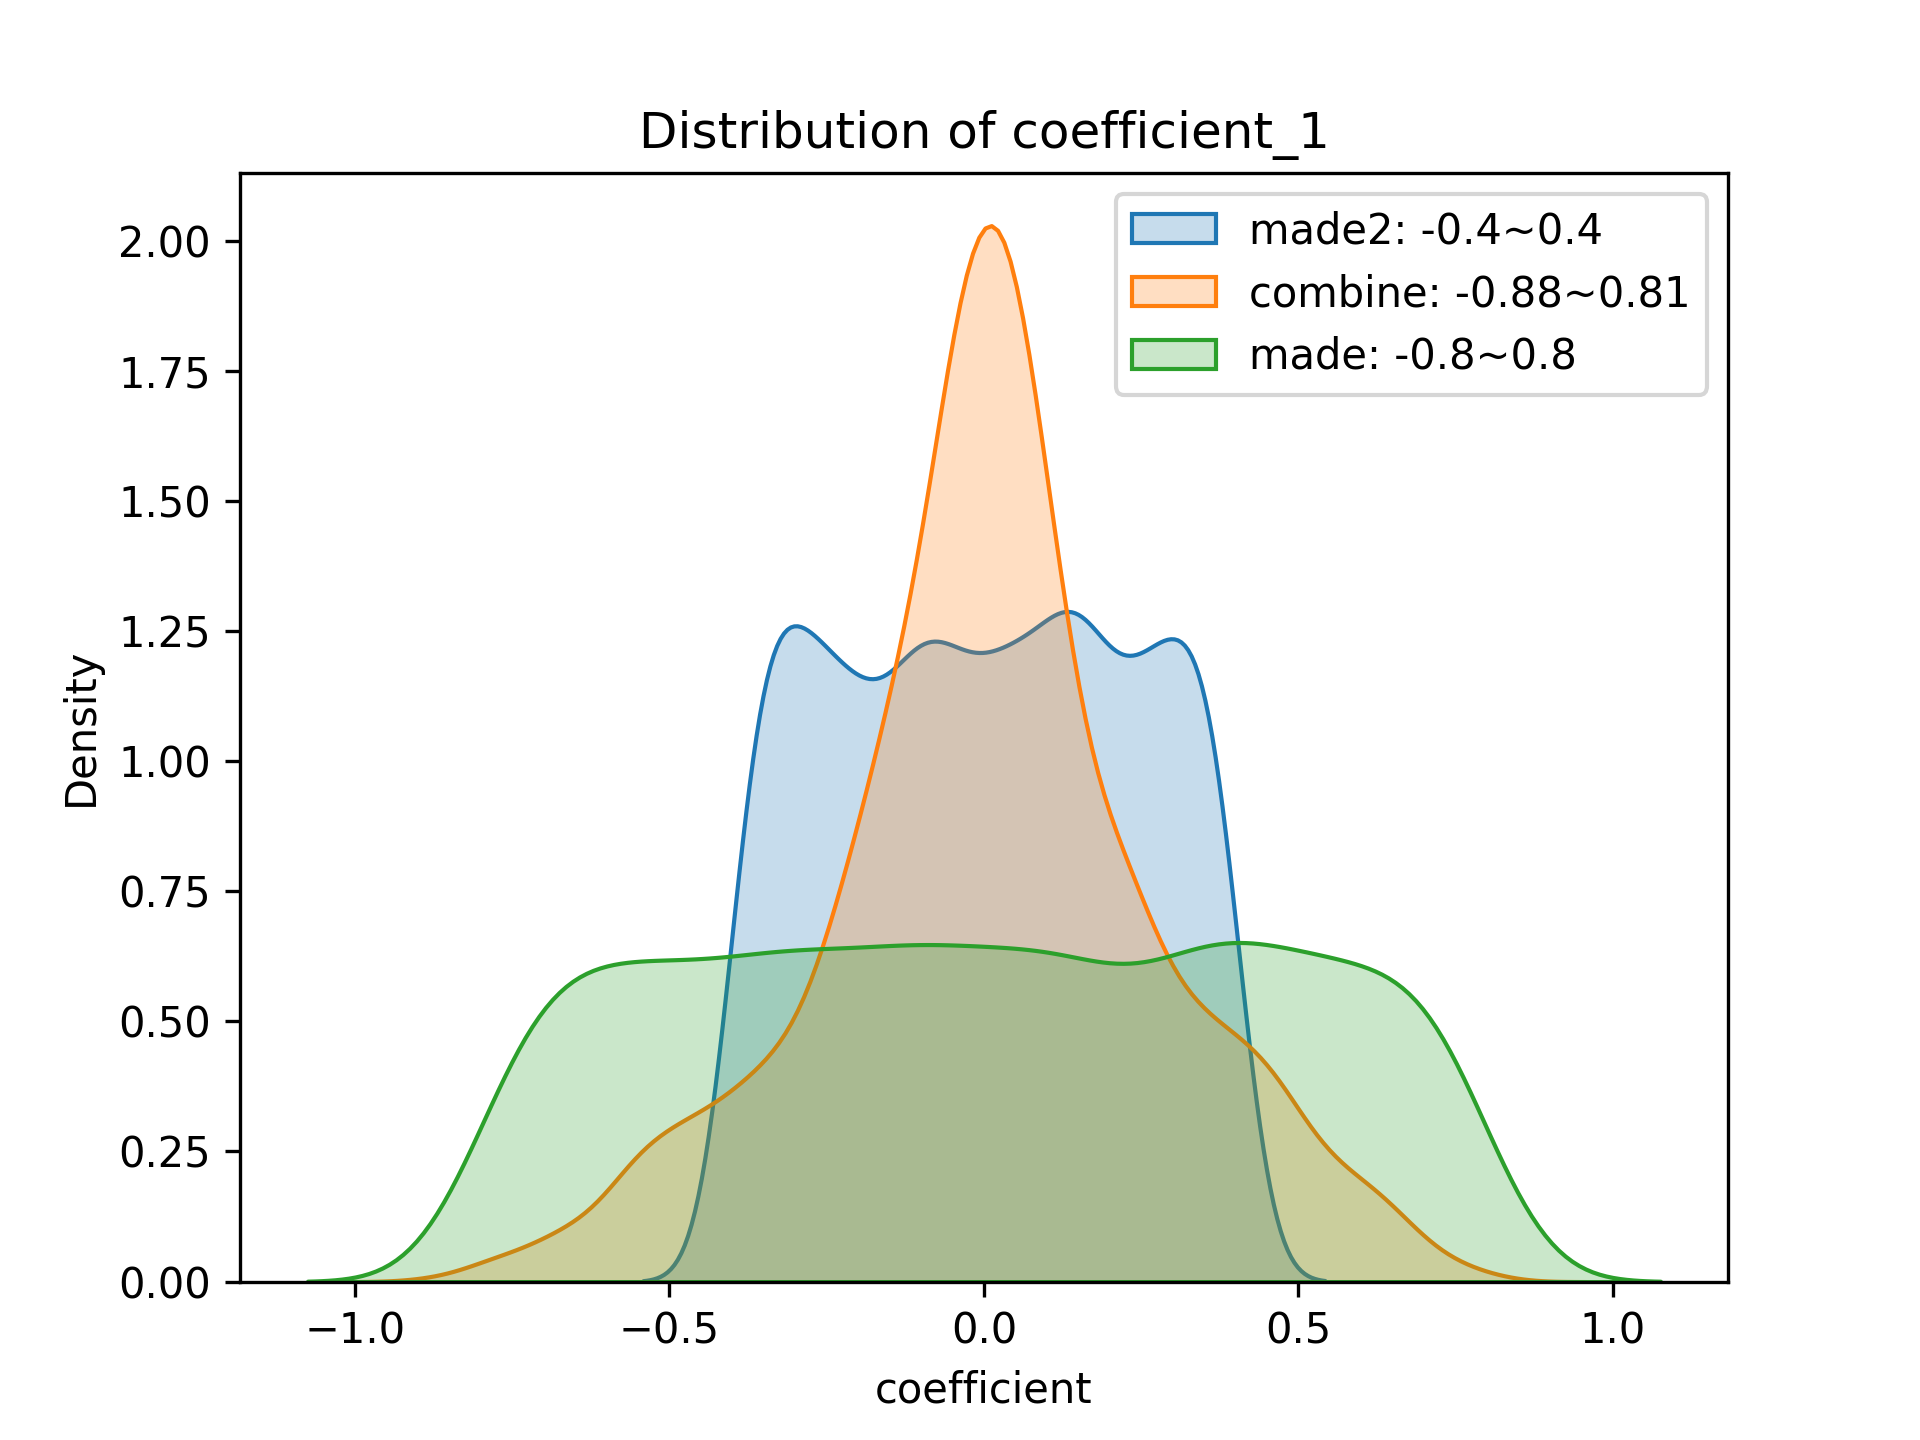 Distribution of coefficient_1
made2: -0.4~0.4
combine: -0.88~0.81
made: -0.8~0.8
Density
2.00
1.75
1.50
1.25
1.00
0.75
0.50
0.25
0.00
−1.0 −0.5 0.0 0.5 1.0
coefficient